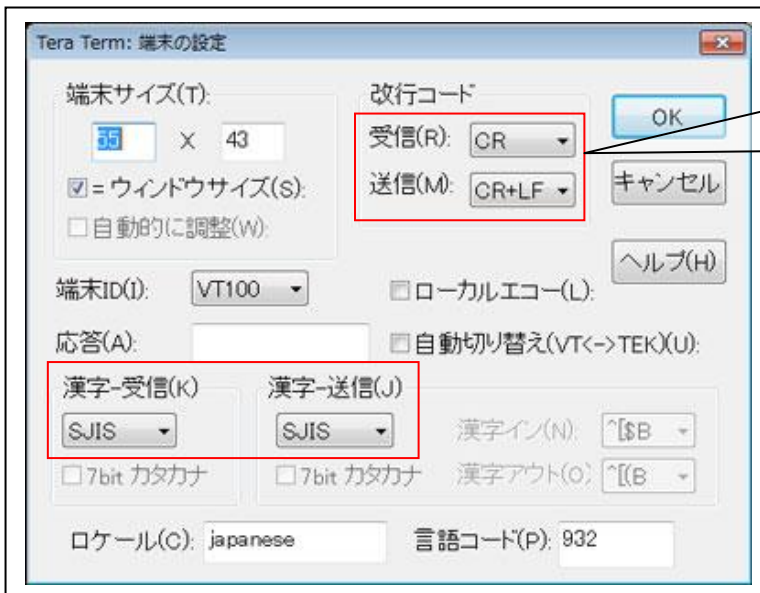 Tera Term: 端末の設定
端末サイズ(T):
55 X 43
= ウィンドウサイズ(S):
自動的に調整(W):
改行コード
受信(R): CR
送信(M): CR+LF
OK
キャンセル
ヘルプ(H)
端末ID(I): VT100
ローカルエコー(L):
応答(A):
自動切り替え(VT<->TEK)(U):
漢字-受信(K)
SJIS
7bit カタカナ
漢字-送信(J)
SJIS
7bit カタカナ
漢字イン(N): ^[$B
漢字アウト(O) ^[(B
ロケール(C): japanese
言語コード(P): 932